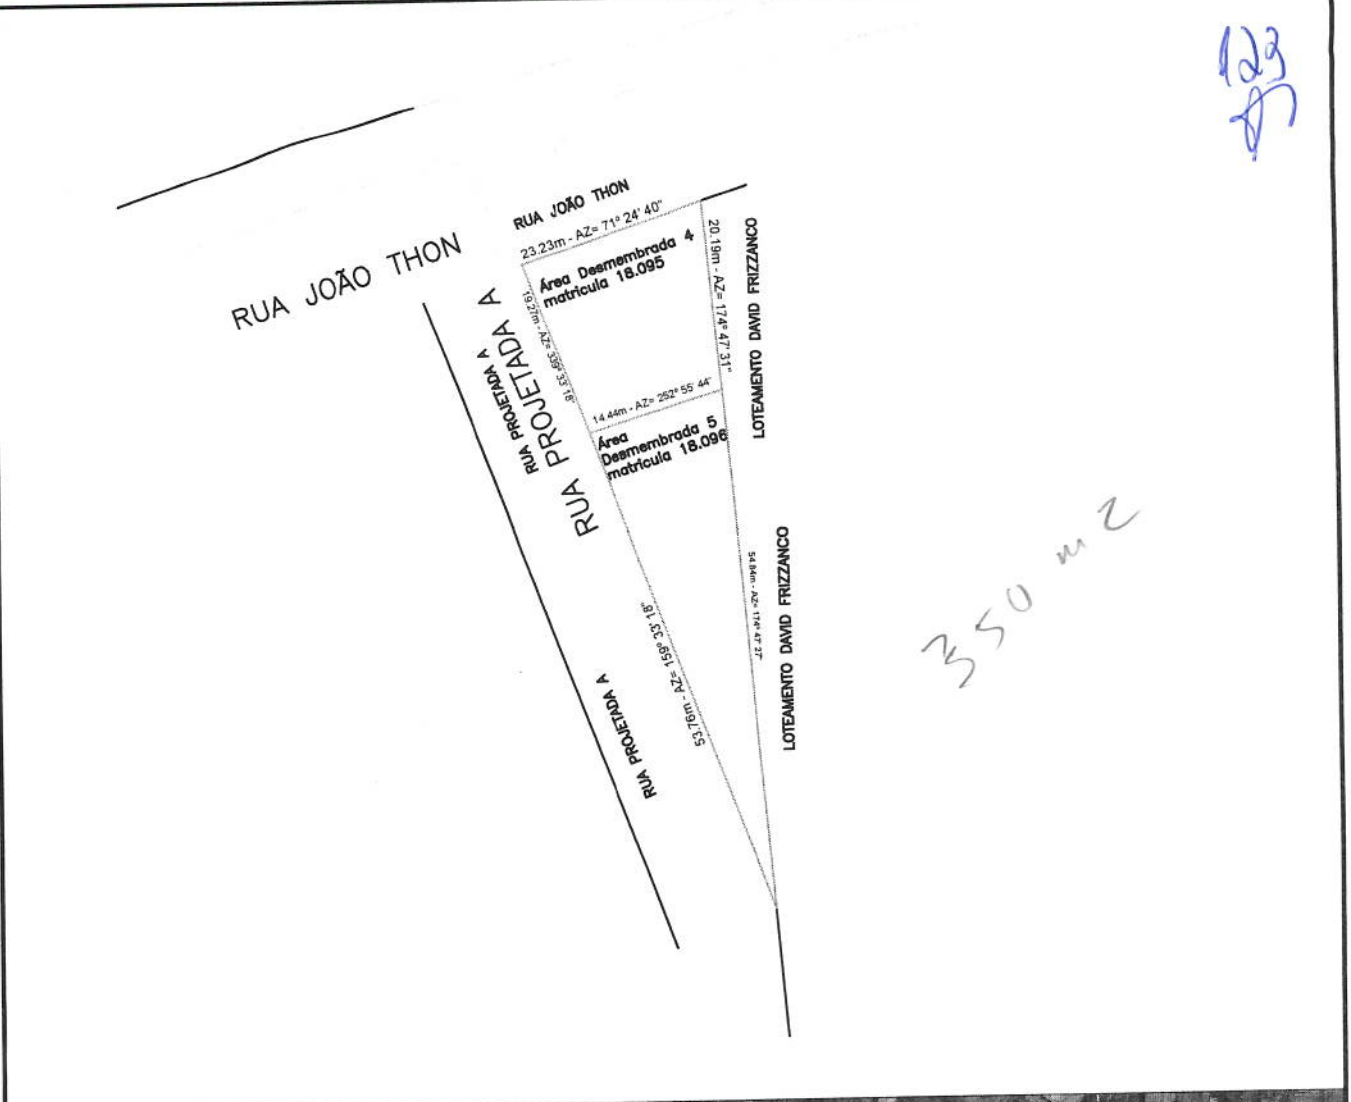 123
RUA JOÃO THON
RUA JOÃO THON
23.23m - AZ= 71° 24' 40"
Área Desmembrada 4
matricula 18.095
20.19m - AZ= 174° 47' 31"
LOTEAMENTO DAVID FRIZZANCO
19.27m - AZ= 339° 33' 18"
RUA PROJETADA A
RUA PROJETADA A
14.44m - AZ= 252° 55' 44"
Área
Desmembrada 5
matrícula 18.096
350 m2
54.84m - AZ= 174° 47' 27"
LOTEAMENTO DAVID FRIZZANCO
53.76m - AZ= 159° 33' 18"
RUA PROJETADA A